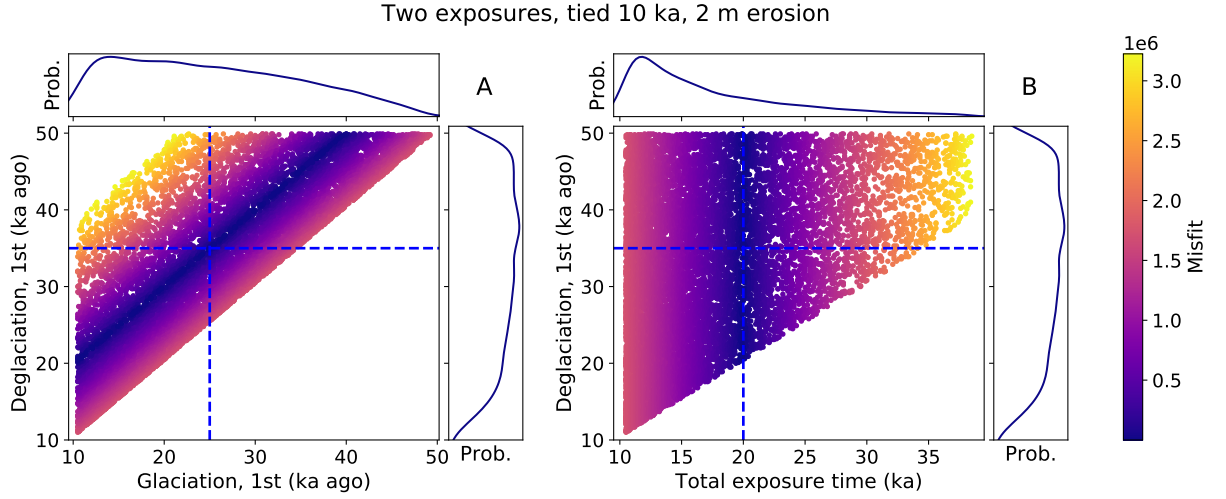 Two exposures, tied 10 ka, 2 m erosion
Prob.
A
Prob.
B
1e6
50
40
30
20
10
Deglaciation, 1st (ka ago)
10
20
30
40
50
Glaciation, 1st (ka ago)
Prob.
50
40
30
20
10
Deglaciation, 1st (ka ago)
10
15
20
25
30
35
Total exposure time (ka)
Prob.
3.0
2.5
2.0
1.5
1.0
0.5
Misfit